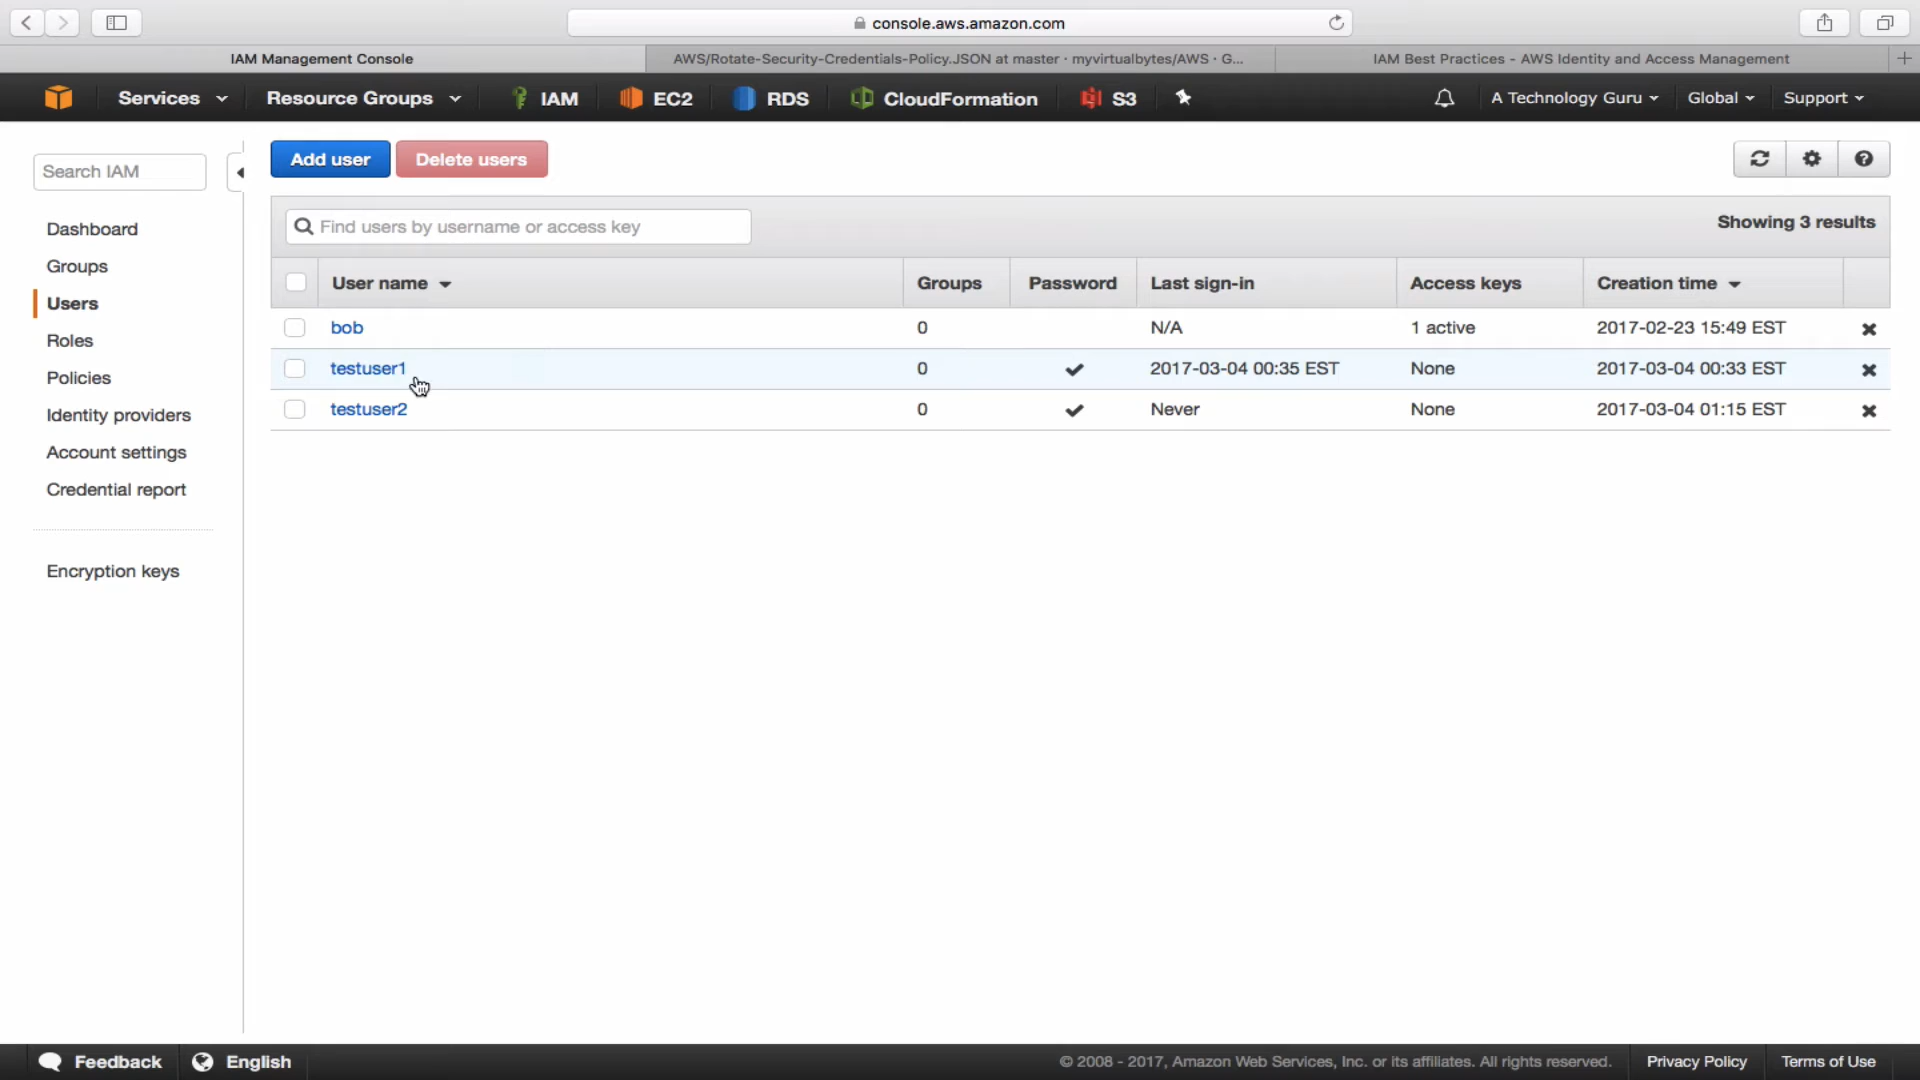 console.aws.amazon.com
IAM Management Console
AWS/Rotate-Security-Credentials-Policy.JSON at master · myvirtualbytes/AWS · G...
IAM Best Practices - AWS Identity and Access Management
Services
Resource Groups
IAM
EC2
RDS
CloudFormation
S3
A Technology Guru
Global
Support
Search IAM
Dashboard
Groups
Users
Roles
Policies
Identity providers
Account settings
Credential report
Encryption keys
Add user
Delete users
Find users by username or access key
Showing 3 results
User name Groups Password Last sign-in Access keys Creation time
bob 0 N/A 1 active 2017-02-23 15:49 EST
testuser1 0 2017-03-04 00:35 EST None 2017-03-04 00:33 EST
testuser2 0 Never None 2017-03-04 01:15 EST
Feedback
English
© 2008 - 2017, Amazon Web Services, Inc. or its affiliates. All rights reserved.
Privacy Policy
Terms of Use